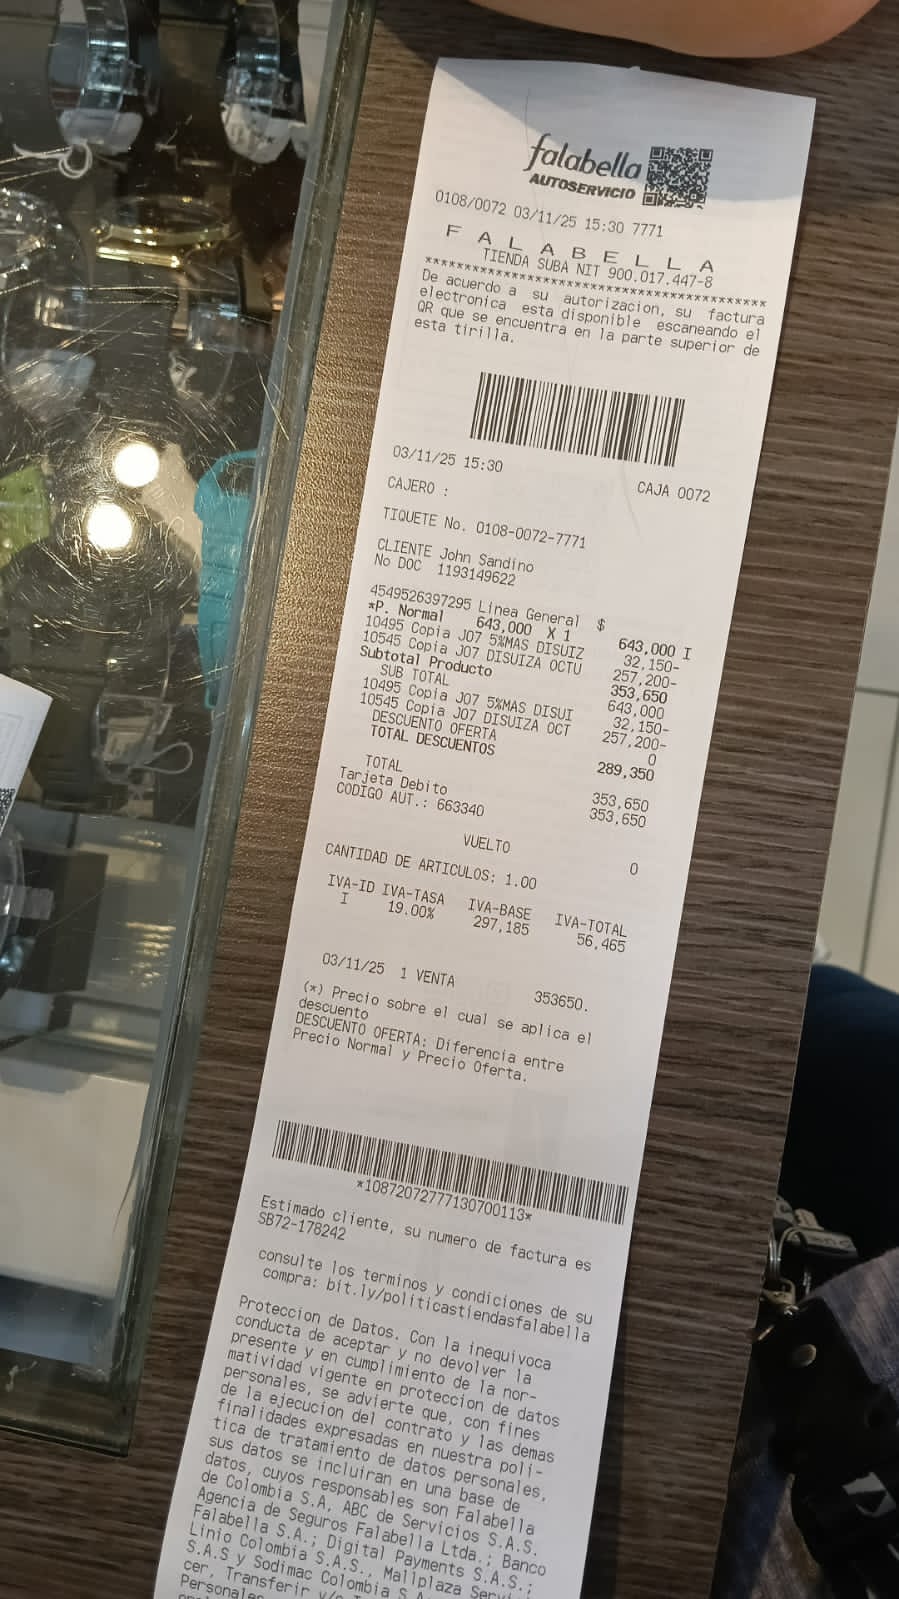 falabella
AUTOSERVICIO
0108/0072 03/11/25 15:30 7771
F A L A B E L L A
TIENDA SUBA NIT 900.017.447-8
************************************************
De acuerdo a su autorizacion, su factura
electronica esta disponible escaneando el
QR que se encuentra en la parte superior de
esta tirilla.
03/11/25 15:30
CAJA 0072
CAJERO :
TIQUETE No. 0108-0072-7771
CLIENTE John Sandino
No DOC 1193149622
4549526397295 Linea General $
*P. Normal 643,000 X 1 643,000 I
10495 Copia J07 5%MAS DISUIZ 32,150-
10545 Copia J07 DISUIZA OCTU 257,200-
Subtotal Producto 353,650
SUB TOTAL 643,000
10495 Copia J07 5%MAS DISUI 32,150-
10545 Copia J07 DISUIZA OCT 257,200-
DESCUENTO OFERTA 0
TOTAL DESCUENTOS 289,350
TOTAL 353,650
Tarjeta Debito 353,650
CODIGO AUT.: 663340
VUELTO 0
CANTIDAD DE ARTICULOS: 1.00
IVA-ID IVA-TASA IVA-BASE IVA-TOTAL
I 19.00% 297,185 56,465
03/11/25 1 VENTA 353650.
(*) Precio sobre el cual se aplica el
descuento
DESCUENTO OFERTA: Diferencia entre
Precio Normal y Precio Oferta.
*10872072777130700113*
Estimado cliente, su numero de factura es
SB72-178242
consulte los terminos y condiciones de su
compra: bit.ly/politicastiendasfalabella
Proteccion de Datos. Con la inequivoca
conducta de aceptar y no devolver la
presente y en cumplimiento de la nor-
matividad vigente en proteccion de datos
personales, se advierte que, con fines
de la ejecucion del contrato y las demas
finalidades expresadas en nuestra poli-
tica de tratamiento de datos personales,
sus datos se incluiran en una base de
datos, cuyos responsables son Falabella
de Colombia S.A, ABC de Servicios S.A.S.
Agencia de Seguros Falabella Ltda.; Banco
Falabella S.A.; Digital Payments S.A.S.;
Linio Colombia S.A.S., Mallplaza Servi
S.A.S y Sodimac Colombia S.A
cer, Transferir
Personales